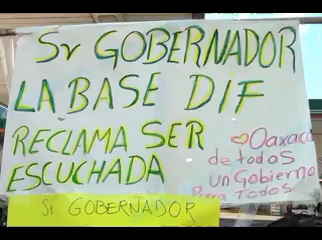 Sr GOBERNADOR
LA BASE DIF
RECLAMA SER
ESCUCHADA
Oaxaca
de todos
un Gobierno
Para Todos
Sr GOBERNADOR